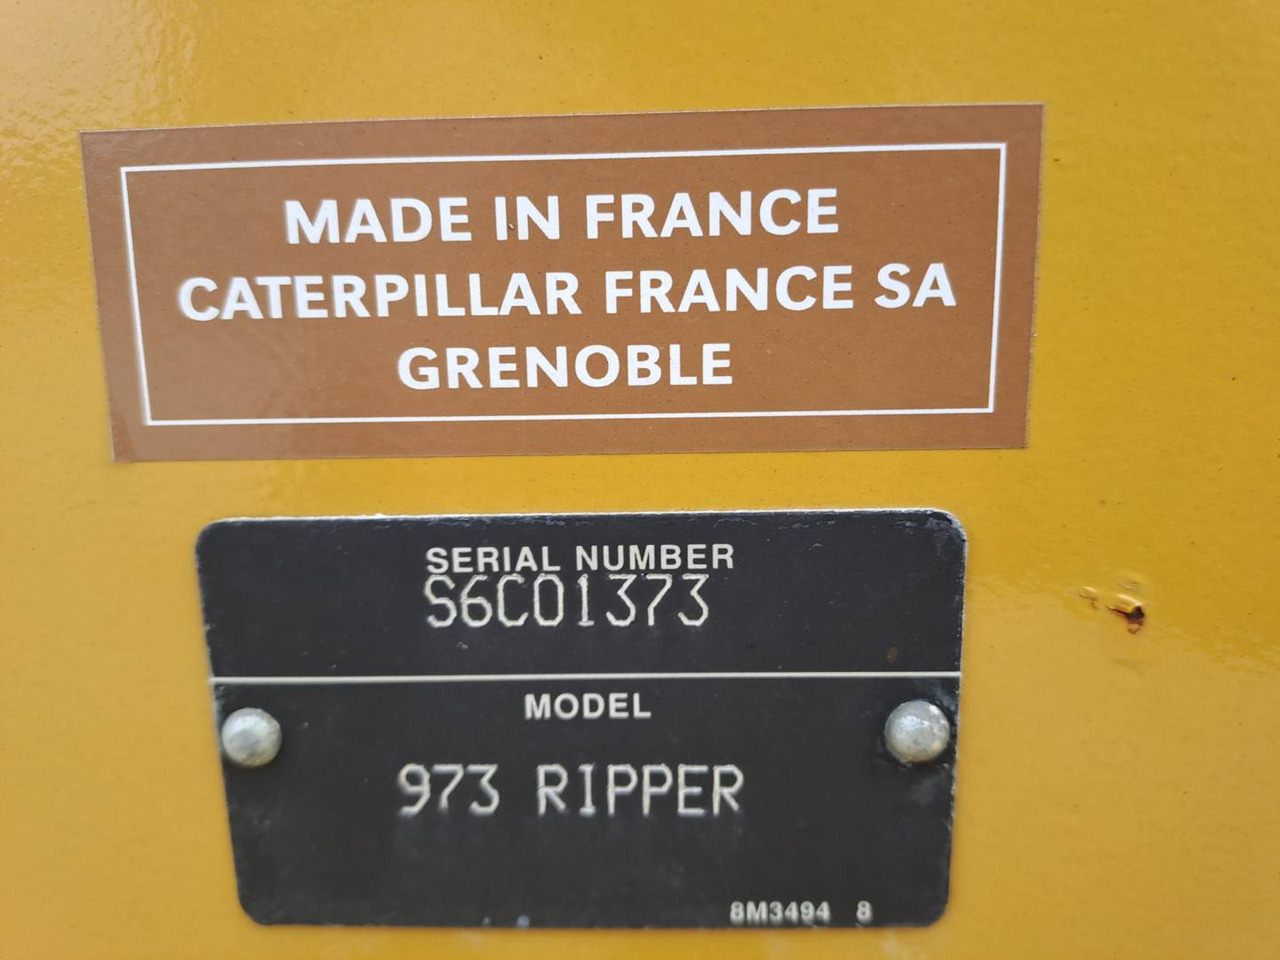 MADE IN FRANCE
CATERPILLAR FRANCE SA
GRENOBLE
SERIAL NUMBER
S6C01373
MODEL
973 RIPPER
8M3494 8